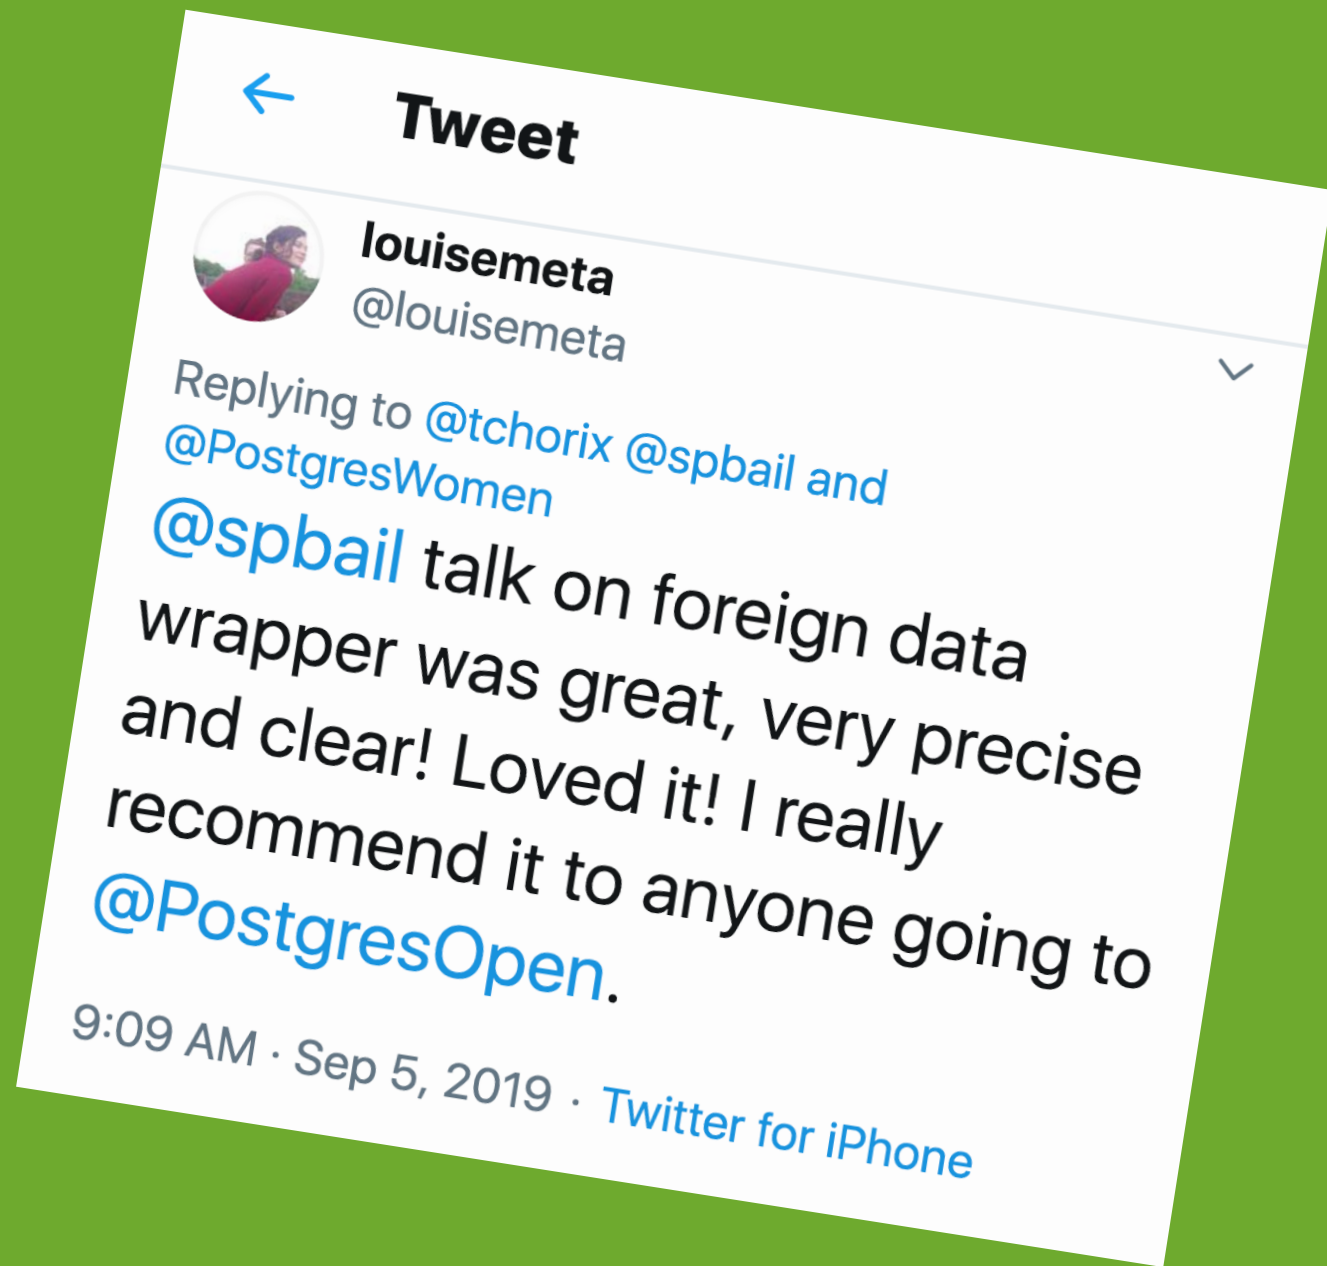 Tweet
louisemeta
@louisemeta
Replying to @tchorix @spbail and
@PostgresWomen
@spbail talk on foreign data
wrapper was great, very precise
and clear! Loved it! I really
recommend it to anyone going to
@PostgresOpen.
9:09 AM · Sep 5, 2019 · Twitter for iPhone